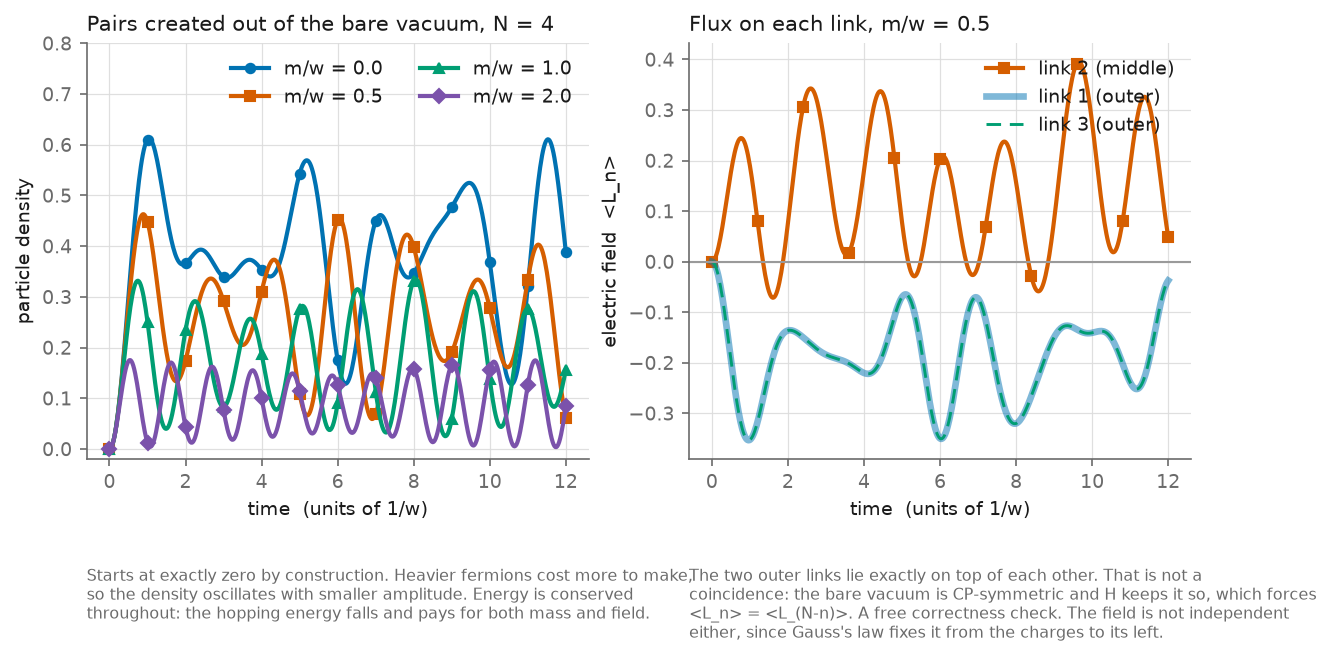 Pairs created out of the bare vacuum, N = 4
m/w = 0.0
m/w = 0.5
m/w = 1.0
m/w = 2.0
particle density
0.8
0.7
0.6
0.5
0.4
0.3
0.2
0.1
0.0
0 2 4 6 8 10 12
time (units of 1/w)
Starts at exactly zero by construction. Heavier fermions cost more to make,
so the density oscillates with smaller amplitude. Energy is conserved
throughout: the hopping energy falls and pays for both mass and field.
Flux on each link, m/w = 0.5
link 2 (middle)
link 1 (outer)
link 3 (outer)
electric field <L_n>
0.4
0.3
0.2
0.1
0.0
−0.1
−0.2
−0.3
0 2 4 6 8 10 12
time (units of 1/w)
The two outer links lie exactly on top of each other. That is not a
coincidence: the bare vacuum is CP-symmetric and H keeps it so, which forces
<L_n> = <L_(N-n)>. A free correctness check. The field is not independent
either, since Gauss's law fixes it from the charges to its left.